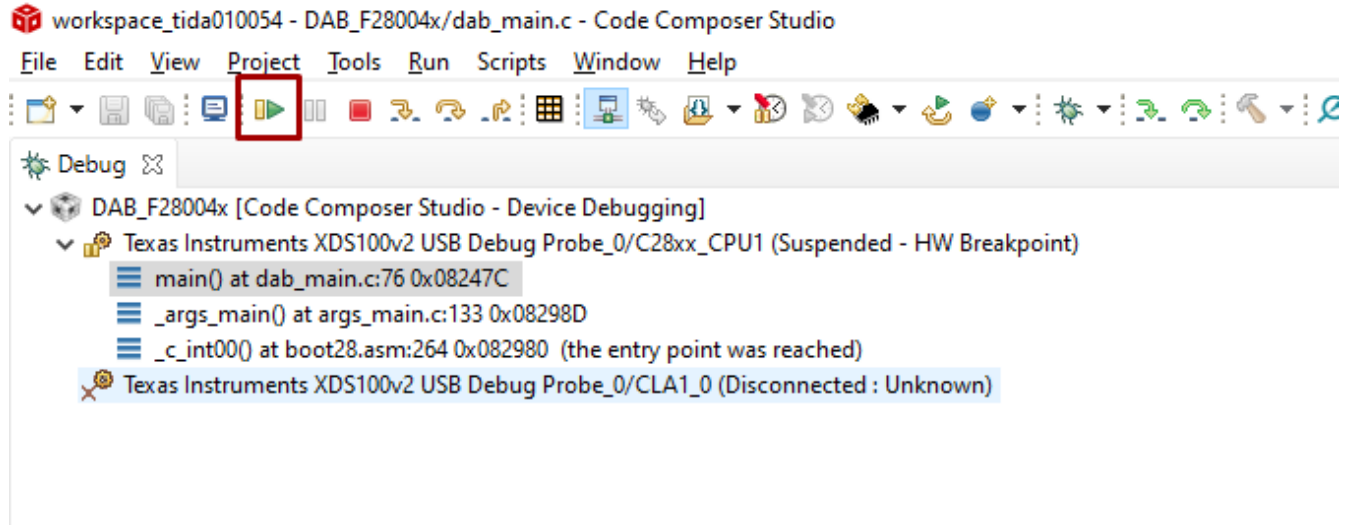 workspace_tida010054 - DAB_F28004x/dab_main.c - Code Composer Studio
File Edit View Project Tools Run Scripts Window Help
Debug
DAB_F28004x [Code Composer Studio - Device Debugging]
Texas Instruments XDS100v2 USB Debug Probe_0/C28xx_CPU1 (Suspended - HW Breakpoint)
main() at dab_main.c:76 0x08247C
_args_main() at args_main.c:133 0x08298D
_c_int00() at boot28.asm:264 0x082980 (the entry point was reached)
Texas Instruments XDS100v2 USB Debug Probe_0/CLA1_0 (Disconnected : Unknown)